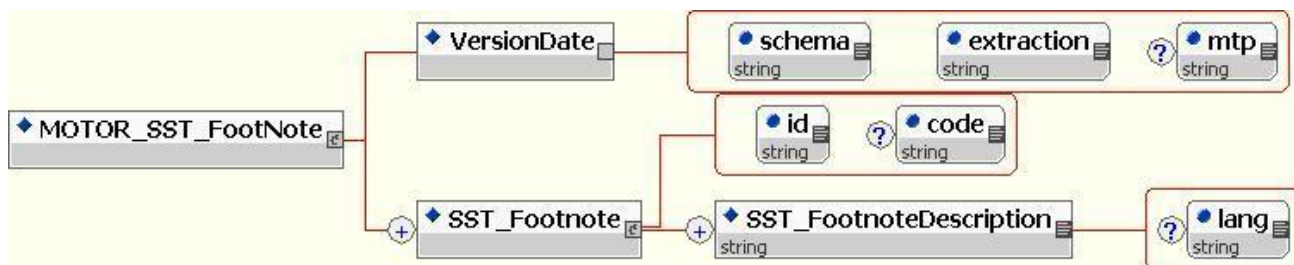 VersionDate
schema
string
extraction
string
?
mtp
string
MOTOR_SST_FootNote
id
string
?
code
string
+
SST_Footnote
+
SST_FootnoteDescription
string
?
lang
string